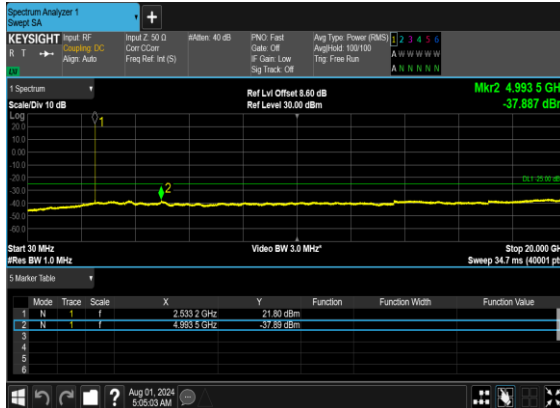 Spectrum Analyzer 1
Swept SA
+
KEYSIGHT Input: RF Input Z: 50 Ω #Atten: 40 dB PNO: Fast Avg Type: Power (RMS) 1 2 3 4 5 6
R T Coupling: DC Corr CCorr Gate: Off Avg|Hold: 100/100 A W W W W W
Align: Auto Freq Ref: Int (S) IF Gain: Low Trig: Free Run
Sig Track: Off A N N N N N
LXI
1 Spectrum Ref Lvl Offset 8.60 dB Mkr2 4.993 5 GH
Scale/Div 10 dB Ref Level 30.00 dBm -37.887 dBm
Log
1
20.0
10.0
0.00
-10.0
-20.0
DL1 -25.00 dB
-30.0
2
-40.0
-50.0
-60.0
Start 30 MHz Video BW 3.0 MHz* Stop 20.000 GH
#Res BW 1.0 MHz Sweep 34.7 ms (40001 pt
5 Marker Table
Mode Trace Scale X Y Function Function Width Function Value
1 N 1 f 2.533 2 GHz 21.80 dBm
2 N 1 f 4.993 5 GHz -37.89 dBm
3
4
5
6
? Aug 01, 2024
5:05:03 AM